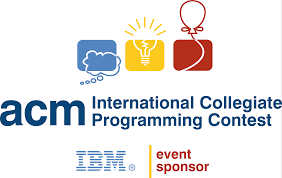 acm International Collegiate
Programming Contest
IBM® event
sponsor